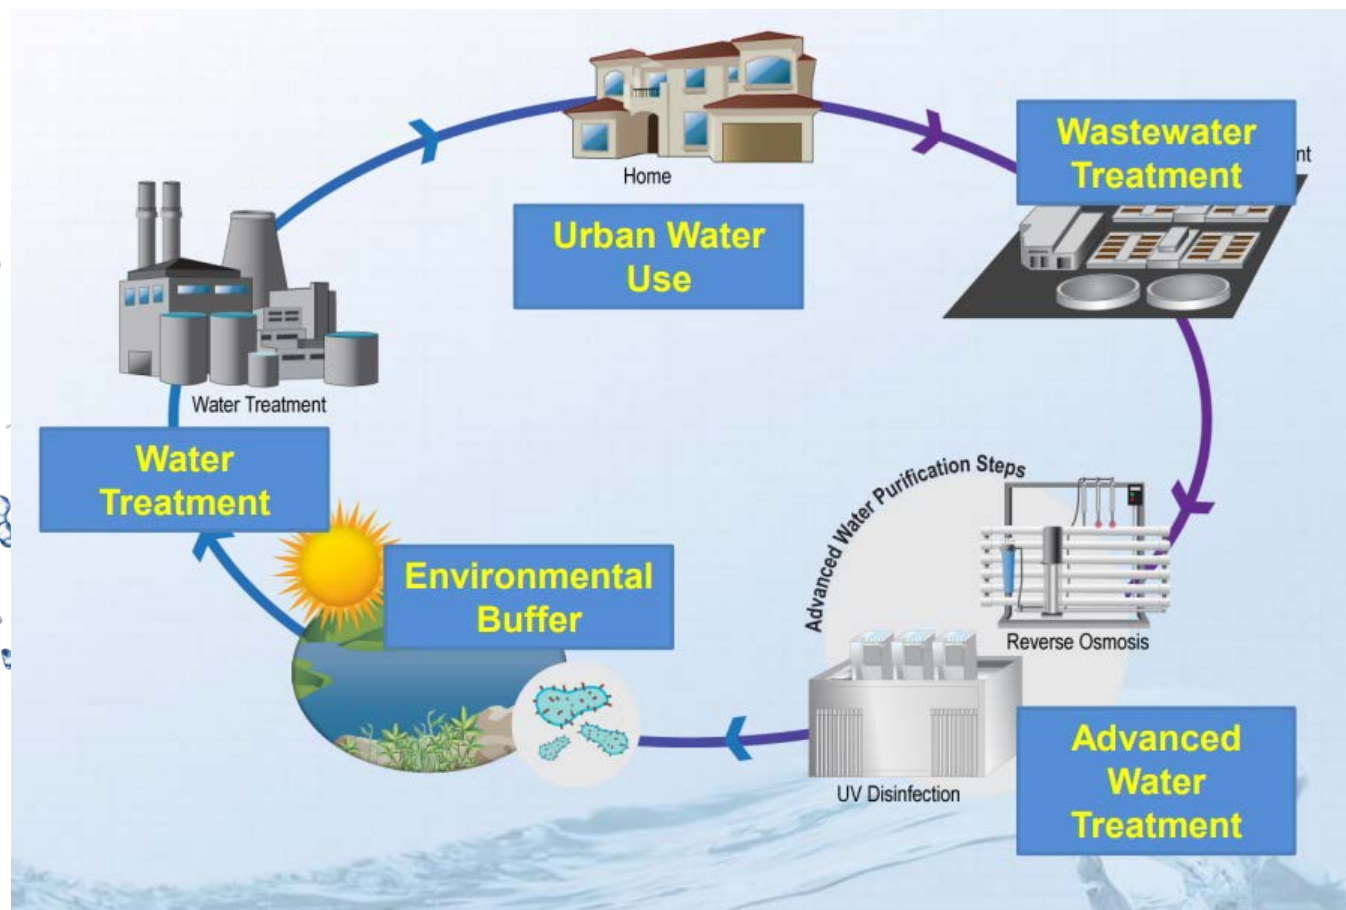 Home
Urban Water
Use
Wastewater
Treatment
nt
Water Treatment
Water
Treatment
Environmental
Buffer
Advanced Water Purification Steps
Reverse Osmosis
UV Disinfection
Advanced
Water
Treatment